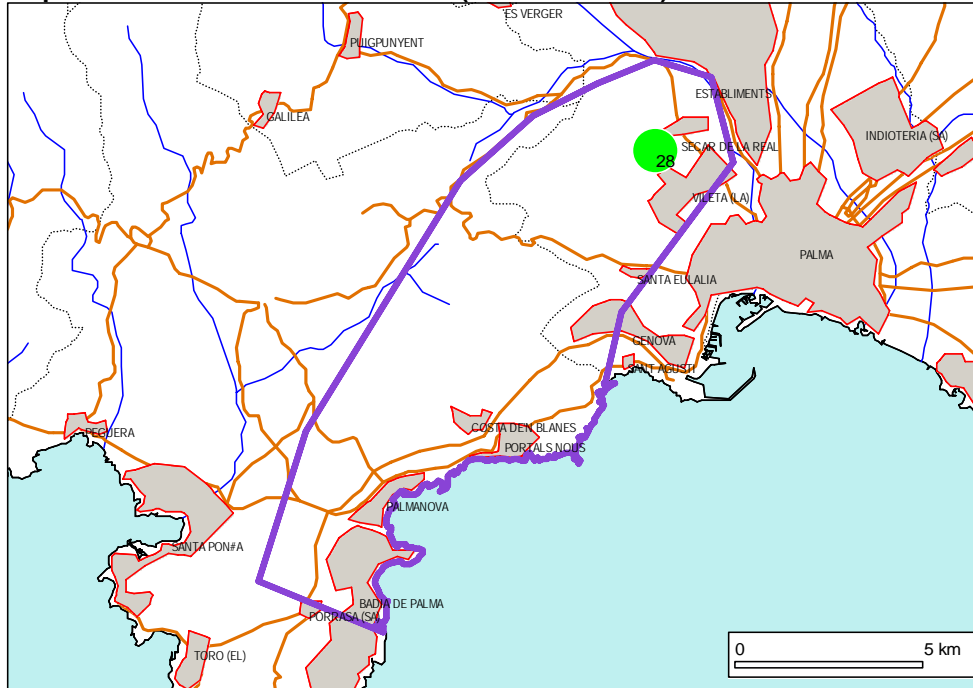 ES VERGER
PUIGPUNYENT
ESTABLIMENTS
GALILEA
INDIOTERIA (SA)
SECAR DE LA REAL
28
VILETA (LA)
PALMA
SANTA EULALIA
GENOVA
SANT AGUSTI
COSTA DEN BLANES
PEGUERA
PORTALS NOUS
PALMANOVA
SANTA PON#A
BADIA DE PALMA
PORRASA (SA)
TORO (EL)
0 5 km